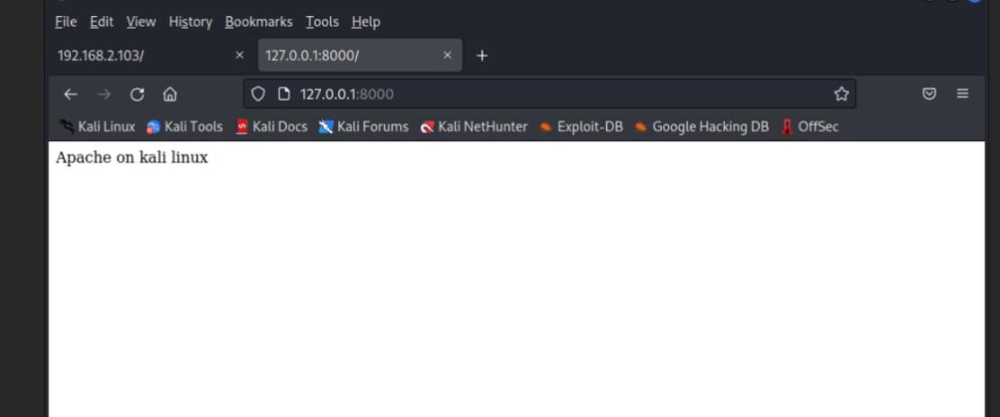 File Edit View History Bookmarks Tools Help
192.168.2.103/ 127.0.0.1:8000/
127.0.0.1:8000
Kali Linux Kali Tools Kali Docs Kali Forums Kali NetHunter Exploit-DB Google Hacking DB OffSec
Apache on kali linux